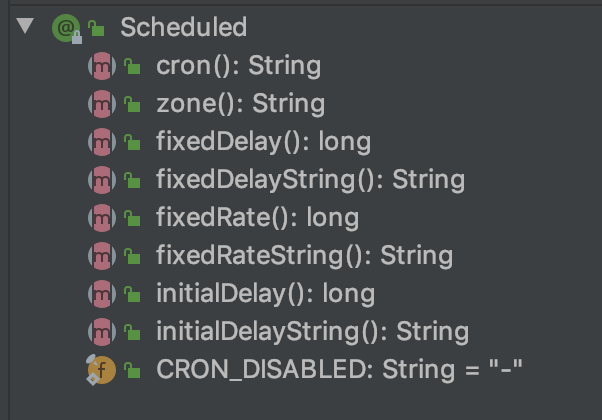 Scheduled
cron(): String
zone(): String
fixedDelay(): long
fixedDelayString(): String
fixedRate(): long
fixedRateString(): String
initialDelay(): long
initialDelayString(): String
CRON_DISABLED: String = "-"